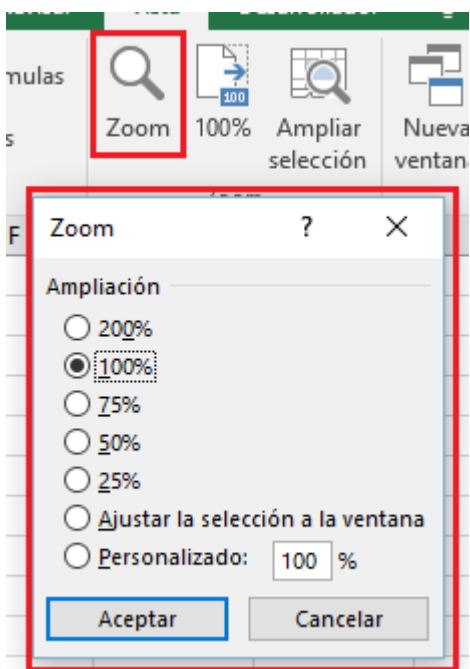 mulas
Zoom 100% Ampliar Nueva
selección ventana
F
Zoom ? X
Ampliación
200%
100%
75%
50%
25%
Ajustar la selección a la ventana
Personalizado: 100 %
Aceptar Cancelar